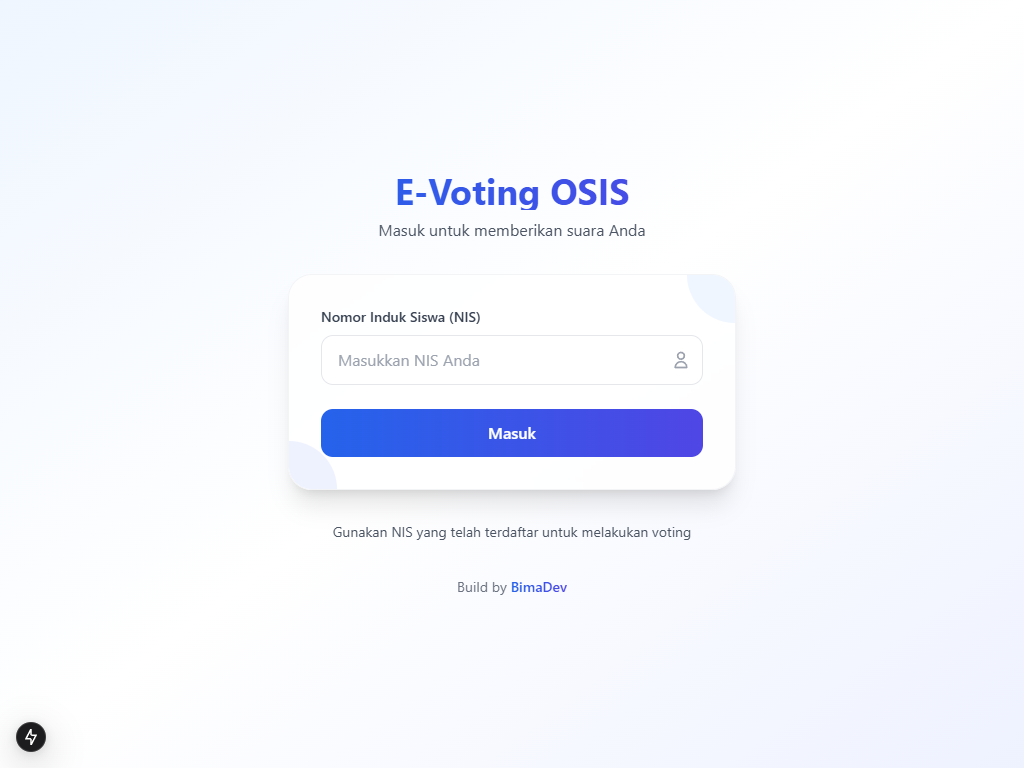 E-Voting OSIS
Masuk untuk memberikan suara Anda
Nomor Induk Siswa (NIS)
Masukkan NIS Anda
Masuk
Gunakan NIS yang telah terdaftar untuk melakukan voting
Build by BimaDev